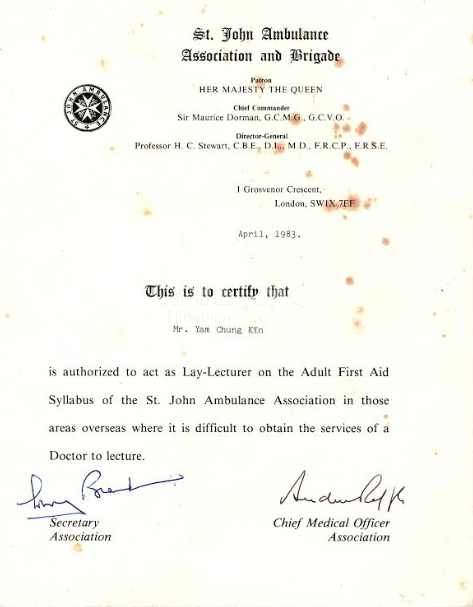 St. John Ambulance
Association and Brigade
Patron
HER MAJESTY THE QUEEN
Chief Commander
Sir Maurice Dorman, G.C.M.G., G.C.V.O.
Director-General
Professor H. C. Stewart, C.B.E., D.L., M.D., F.R.C.P., F.R.S.E.
ST. JOHN AMBULANCE
1 Grosvenor Crescent,
London, SW1X 7EF
April, 1983.
This is to certify that
Mr. Yam Chung Kin
is authorized to act as Lay-Lecturer on the Adult First Aid
Syllabus of the St. John Ambulance Association in those
areas overseas where it is difficult to obtain the services of a
Doctor to lecture.
Secretary
Association
Chief Medical Officer
Association